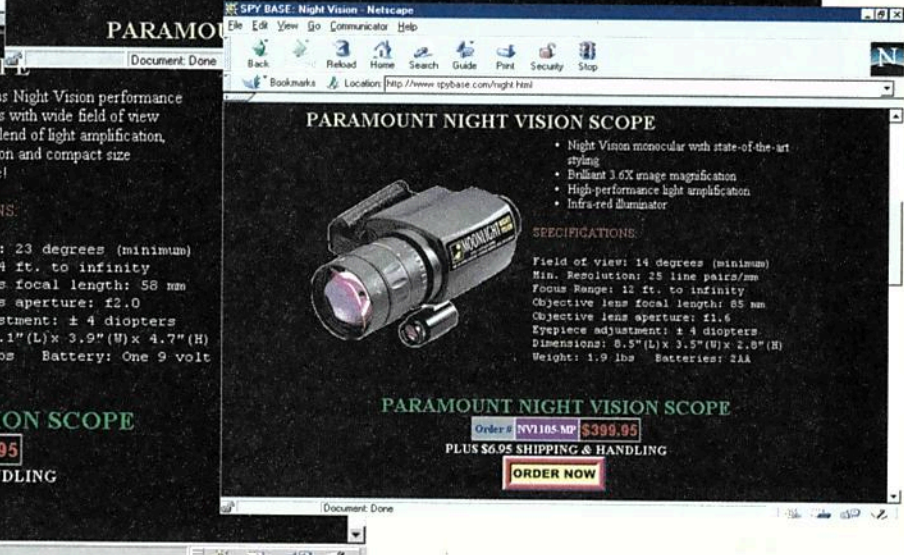 PARAMOU
Document: Done
s Night Vision performance
s with wide field of view
lend of light amplification,
on and compact size
!
NS:
: 23 degrees (minimum)
4 ft. to infinity
s focal length: 58 mm
s aperture: f2.0
stment: ± 4 diopters
.1"(L)x 3.9"(W)x 4.7"(H)
bs Battery: One 9 volt
ION SCOPE
95
DLING
SPY BASE: Night Vision - Netscape
File Edit View Go Communicator Help
Back Reload Home Search Guide Print Security Stop
N
Bookmarks Location: http://www.spybase.com/night.html
PARAMOUNT NIGHT VISION SCOPE
• Night Vision monocular with state-of-the-art
styling
• Brilliant 3.6X image magnification
• High-performance light amplification
• Infra-red illuminator
MOONLIGHT
NIGHT
VISION
SPECIFICATIONS:
Field of view: 14 degrees (minimum)
Min. Resolution: 25 line pairs/mm
Focus Range: 12 ft. to infinity
Objective lens focal length: 85 mm
Objective lens aperture: f1.6
Eyepiece adjustment: ± 4 diopters
Dimensions: 8.5"(L)x 3.5"(W)x 2.8"(H)
Weight: 1.9 lbs Batteries: 2AA
PARAMOUNT NIGHT VISION SCOPE
Order # NV1105-MP $399.95
PLUS $6.95 SHIPPING & HANDLING
ORDER NOW
Document: Done